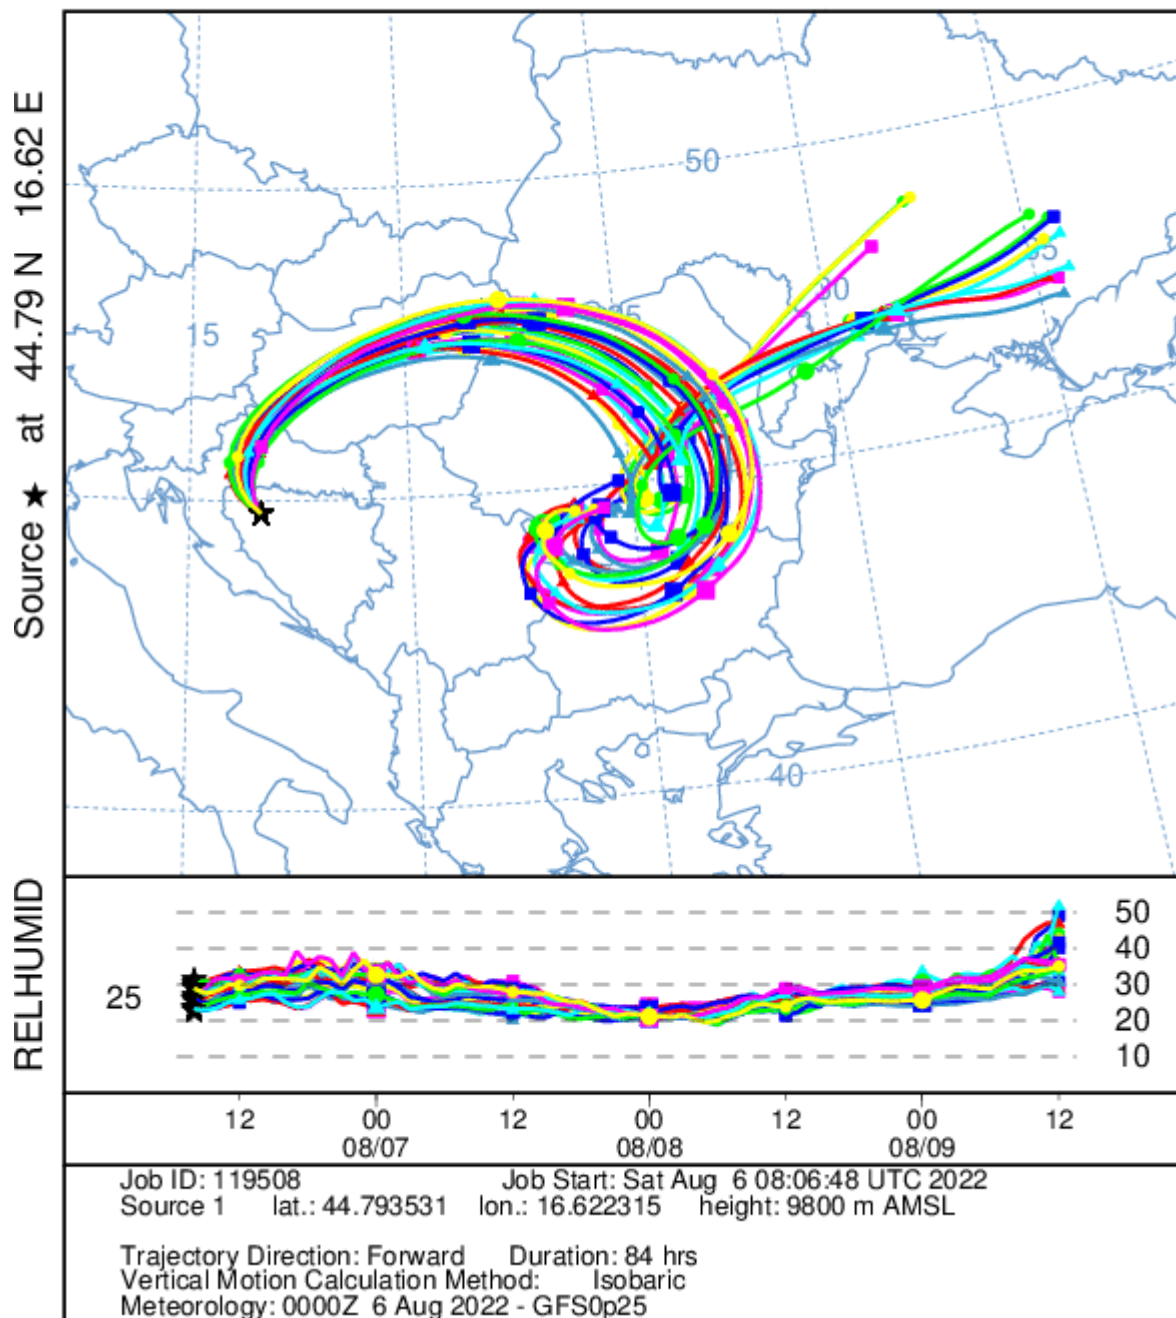 Source ★ at 44.79 N 16.62 E
50
15
25
30
35
40
RELHUMID
25
50
40
30
20
10
12 00 12 00 12 00 12
08/07 08/08 08/09
Job ID: 119508 Job Start: Sat Aug 6 08:06:48 UTC 2022
Source 1 lat.: 44.793531 lon.: 16.622315 height: 9800 m AMSL
Trajectory Direction: Forward Duration: 84 hrs
Vertical Motion Calculation Method: Isobaric
Meteorology: 0000Z 6 Aug 2022 - GFS0p25